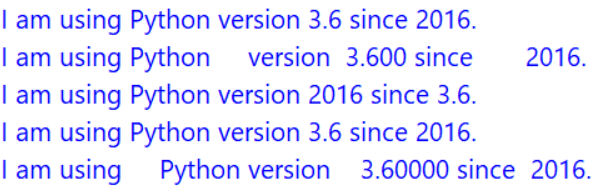 I am using Python version 3.6 since 2016.
I am using Python     version  3.600 since       2016.
I am using Python version 2016 since 3.6.
I am using Python version 3.6 since 2016.
I am using     Python version    3.60000 since  2016.